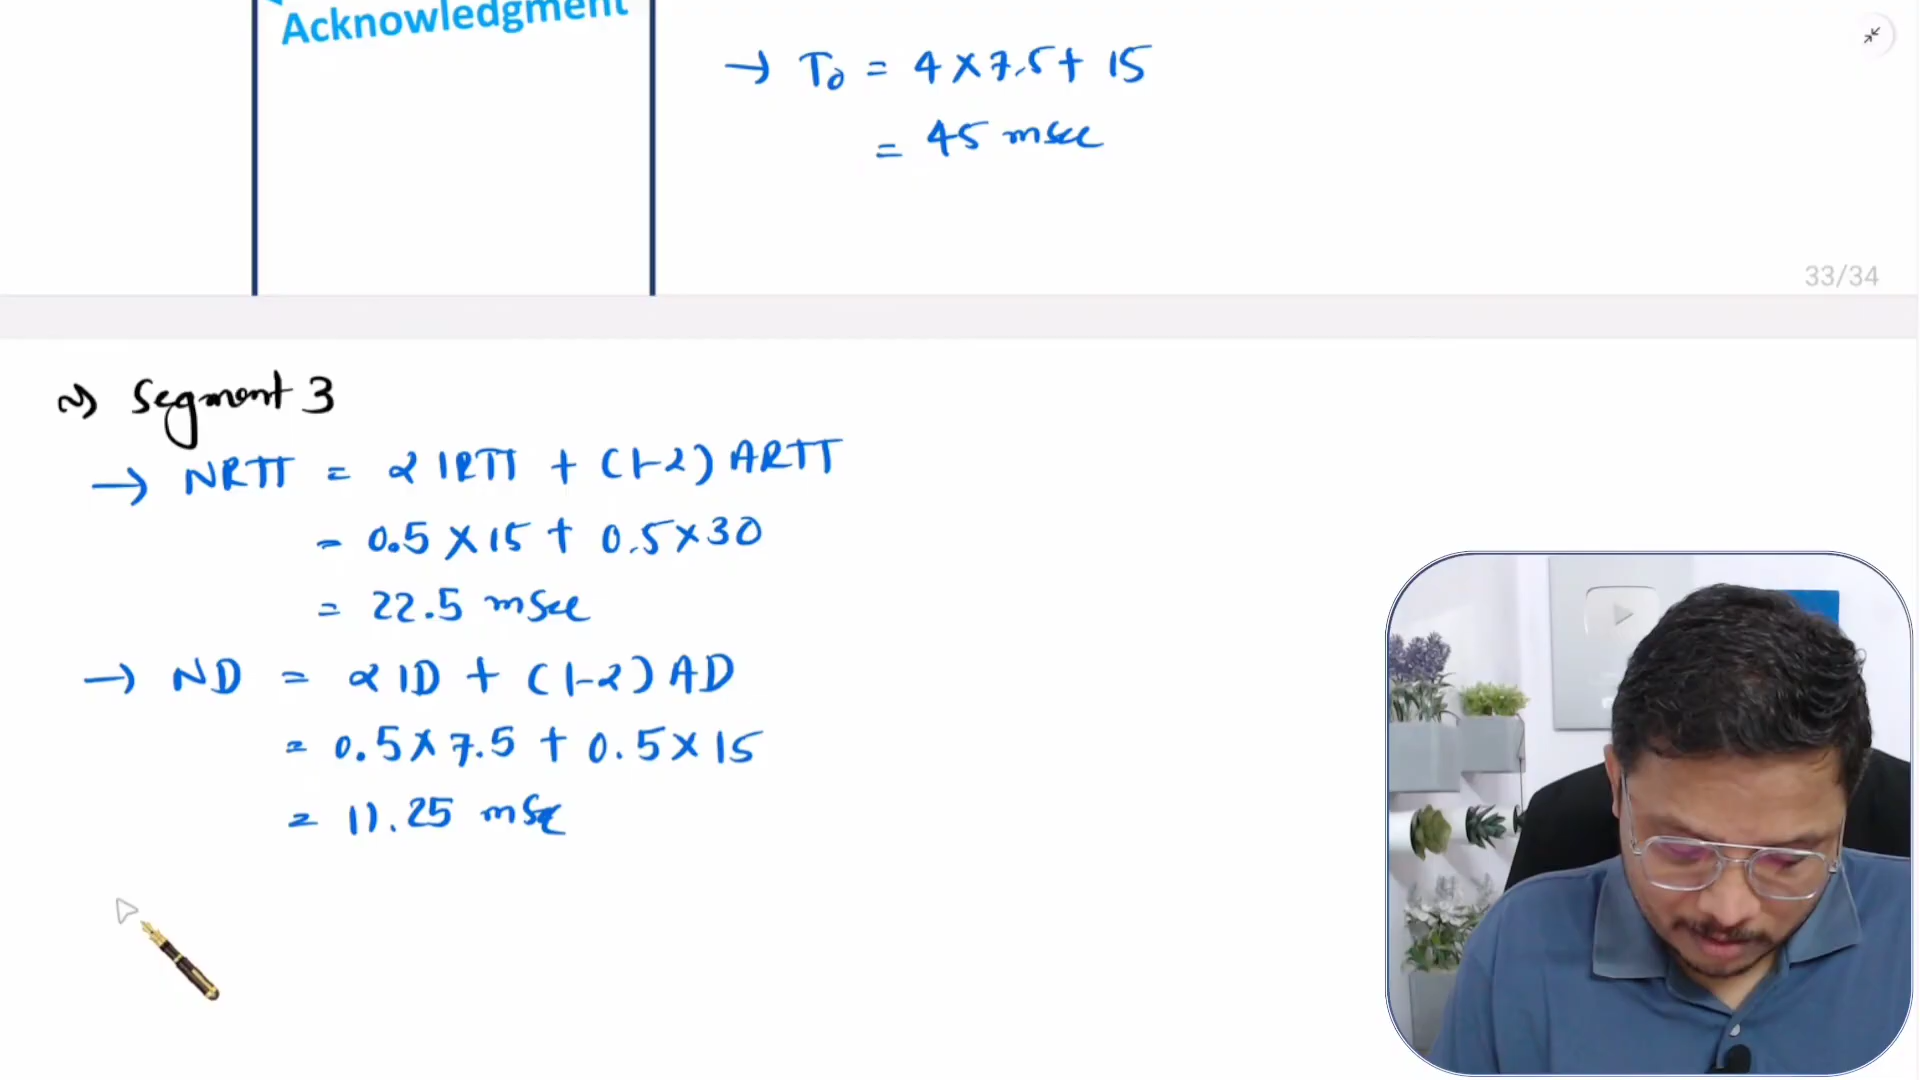 Acknowledgment
→ To = 4 × 7.5 + 15
= 45 msec
33/34
~) Segment 3
→ NRTT = α IRTT + (1-α) ARTT
= 0.5 × 15 + 0.5 × 30
= 22.5 msec
→ ND = α ID + (1-α) AD
= 0.5 × 7.5 + 0.5 × 15
= 11.25 msec